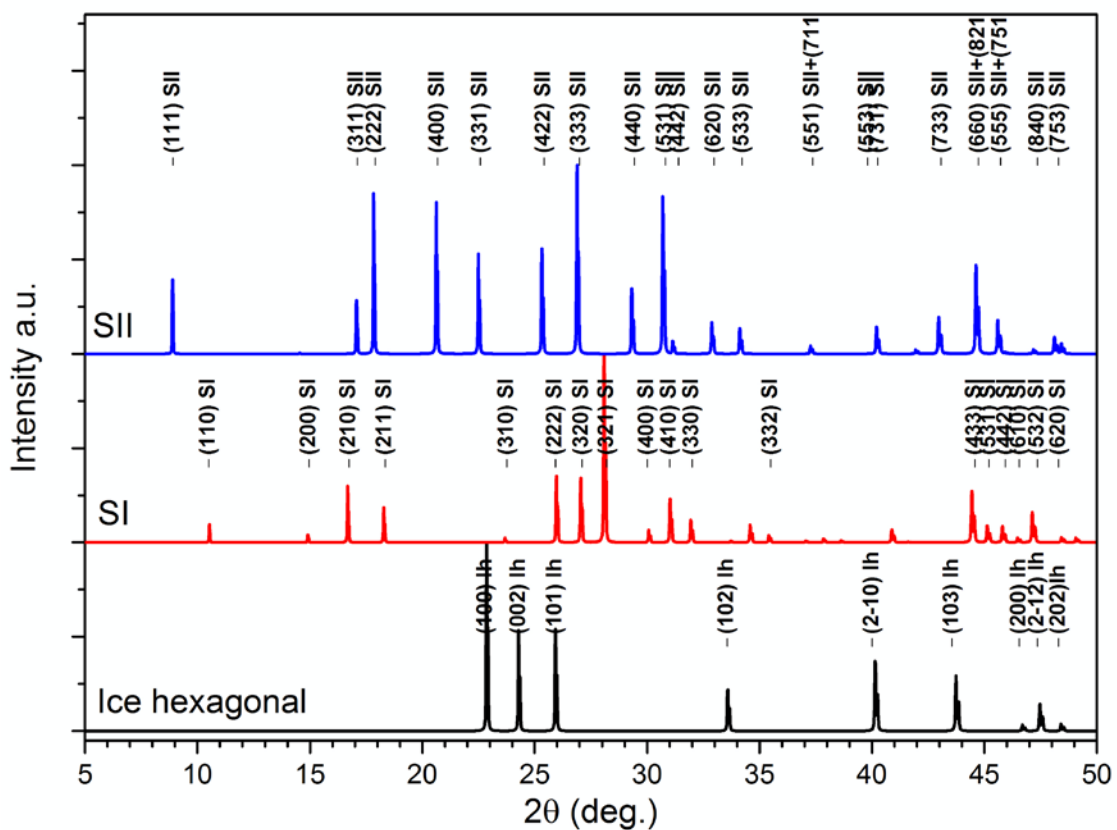 Intensity a.u.
(111) SII
(311) SII
(222) SII
(400) SII
(331) SII
(422) SII
(333) SII
(440) SII
(531) SII
(442) SII
(620) SII
(533) SII
(551) SII+(711
(553) SII
(731) SII
(733) SII
(660) SII+(821
(555) SII+(751
(840) SII
(753) SII
SII
(110) SI
(200) SI
(210) SI
(211) SI
(310) SI
(222) SI
(320) SI
(321) SI
(400) SI
(410) SI
(330) SI
(332) SI
(433) SI
(531) SI
(442) SI
(610) SI
(532) SI
(620) SI
SI
(100) Ih
(002) Ih
(101) Ih
(102) Ih
(2-10) Ih
(103) Ih
(200) Ih
(2-12) Ih
(202)Ih
Ice hexagonal
5 10 15 20 25 30 35 40 45 50
2θ (deg.)